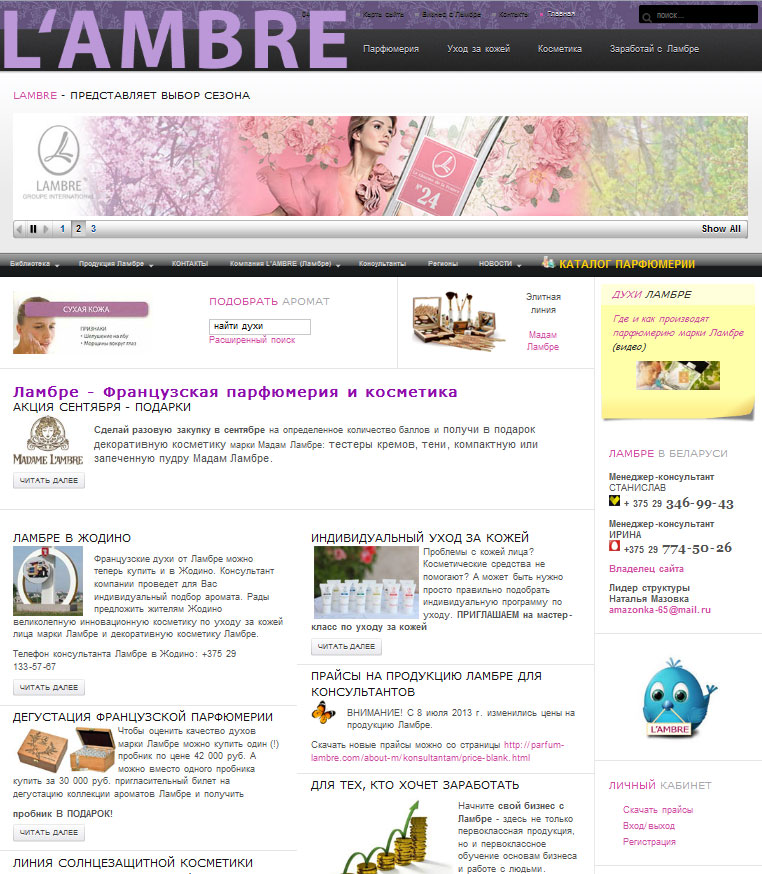 Карта сайта Бизнес с Ламбре Контакты Главная
поиск...
L'AMBRE
Парфюмерия Уход за кожей Косметика Заработай с Ламбре
LAMBRE - ПРЕДСТАВЛЯЕТ ВЫБОР СЕЗОНА
LAMBRE
GROUPE INTERNATIONAL
№24
1 2 3
Show All
Библиотека Продукция Ламбре КОНТАКТЫ Компания L'AMBRE (Ламбре) Консультанты Регионы НОВОСТИ КАТАЛОГ ПАРФЮМЕРИИ
СУХАЯ КОЖА
ПРИЗНАКИ
• Шелушение на лбу
• Морщины вокруг глаз
ПОДОБРАТЬ АРОМАТ
найти духи
Расширенный поиск
Элитная
линия
Мадам
Ламбре
ДУХИ ЛАМБРЕ
Где и как производят
парфюмерию марки Ламбре
(видео)
Ламбре - Французская парфюмерия и косметика
АКЦИЯ СЕНТЯБРЯ - ПОДАРКИ
MADAME L'AMBRE
Сделай разовую закупку в сентябре на определенное количество баллов и получи в подарок
декоративную косметику марки Мадам Ламбре: тестеры кремов, тени, компактную или
запеченную пудру Мадам Ламбре.
ЧИТАТЬ ДАЛЕЕ
ЛАМБРЕ В БЕЛАРУСИ
Менеджер-консультант
СТАНИСЛАВ
+ 375 29 346-99-43
Менеджер-консультант
ИРИНА
+375 29 774-50-26
Владелец сайта
Лидер структуры
Наталья Мазовка
amazonka-65@mail.ru
ЛАМБРЕ В ЖОДИНО
Французские духи от Ламбре можно
теперь купить и в Жодино. Консультант
компании проведет для Вас
индивидуальный подбор аромата. Рады
предложить жителям Жодино
великолепную инновационную косметику по уходу за кожей
лица марки Ламбре и декоративную косметику Ламбре.
Телефон консультанта Ламбре в Жодино: +375 29
133-57-67
ЧИТАТЬ ДАЛЕЕ
ДЕГУСТАЦИЯ ФРАНЦУЗСКОЙ ПАРФЮМЕРИИ
Чтобы оценить качество духов
марки Ламбре можно купить один (!)
пробник по цене 42 000 руб. А
можно вместо одного пробника
купить за 30 000 руб. пригласительный билет на
дегустацию коллекции ароматов Ламбре и получить
пробник В ПОДАРОК!
ЧИТАТЬ ДАЛЕЕ
ЛИНИЯ СОЛНЦЕЗАЩИТНОЙ КОСМЕТИКИ
ИНДИВИДУАЛЬНЫЙ УХОД ЗА КОЖЕЙ
Проблемы с кожей лица?
Косметические средства не
помогают? А может быть нужно
просто правильно подобрать
индивидуальную программу по
уходу. ПРИГЛАШАЕМ на мастер-
класс по уходу за кожей
ЧИТАТЬ ДАЛЕЕ
ПРАЙСЫ НА ПРОДУКЦИЮ ЛАМБРЕ ДЛЯ
КОНСУЛЬТАНТОВ
ВНИМАНИЕ! С 8 июля 2013 г. изменились цены на
продукцию Ламбре.
Скачать новые прайсы можно со страницы http://parfum-
lambre.com/about-m/konsultantam/price-blank.html
ДЛЯ ТЕХ, КТО ХОЧЕТ ЗАРАБОТАТЬ
Начните свой бизнес с
Ламбре - здесь не только
первоклассная продукция,
но и первоклассное
обучение основам бизнеса
и работе с людьми.
L'AMBRE
ЛИЧНЫЙ КАБИНЕТ
Скачать прайсы
Вход/выход
Регистрация